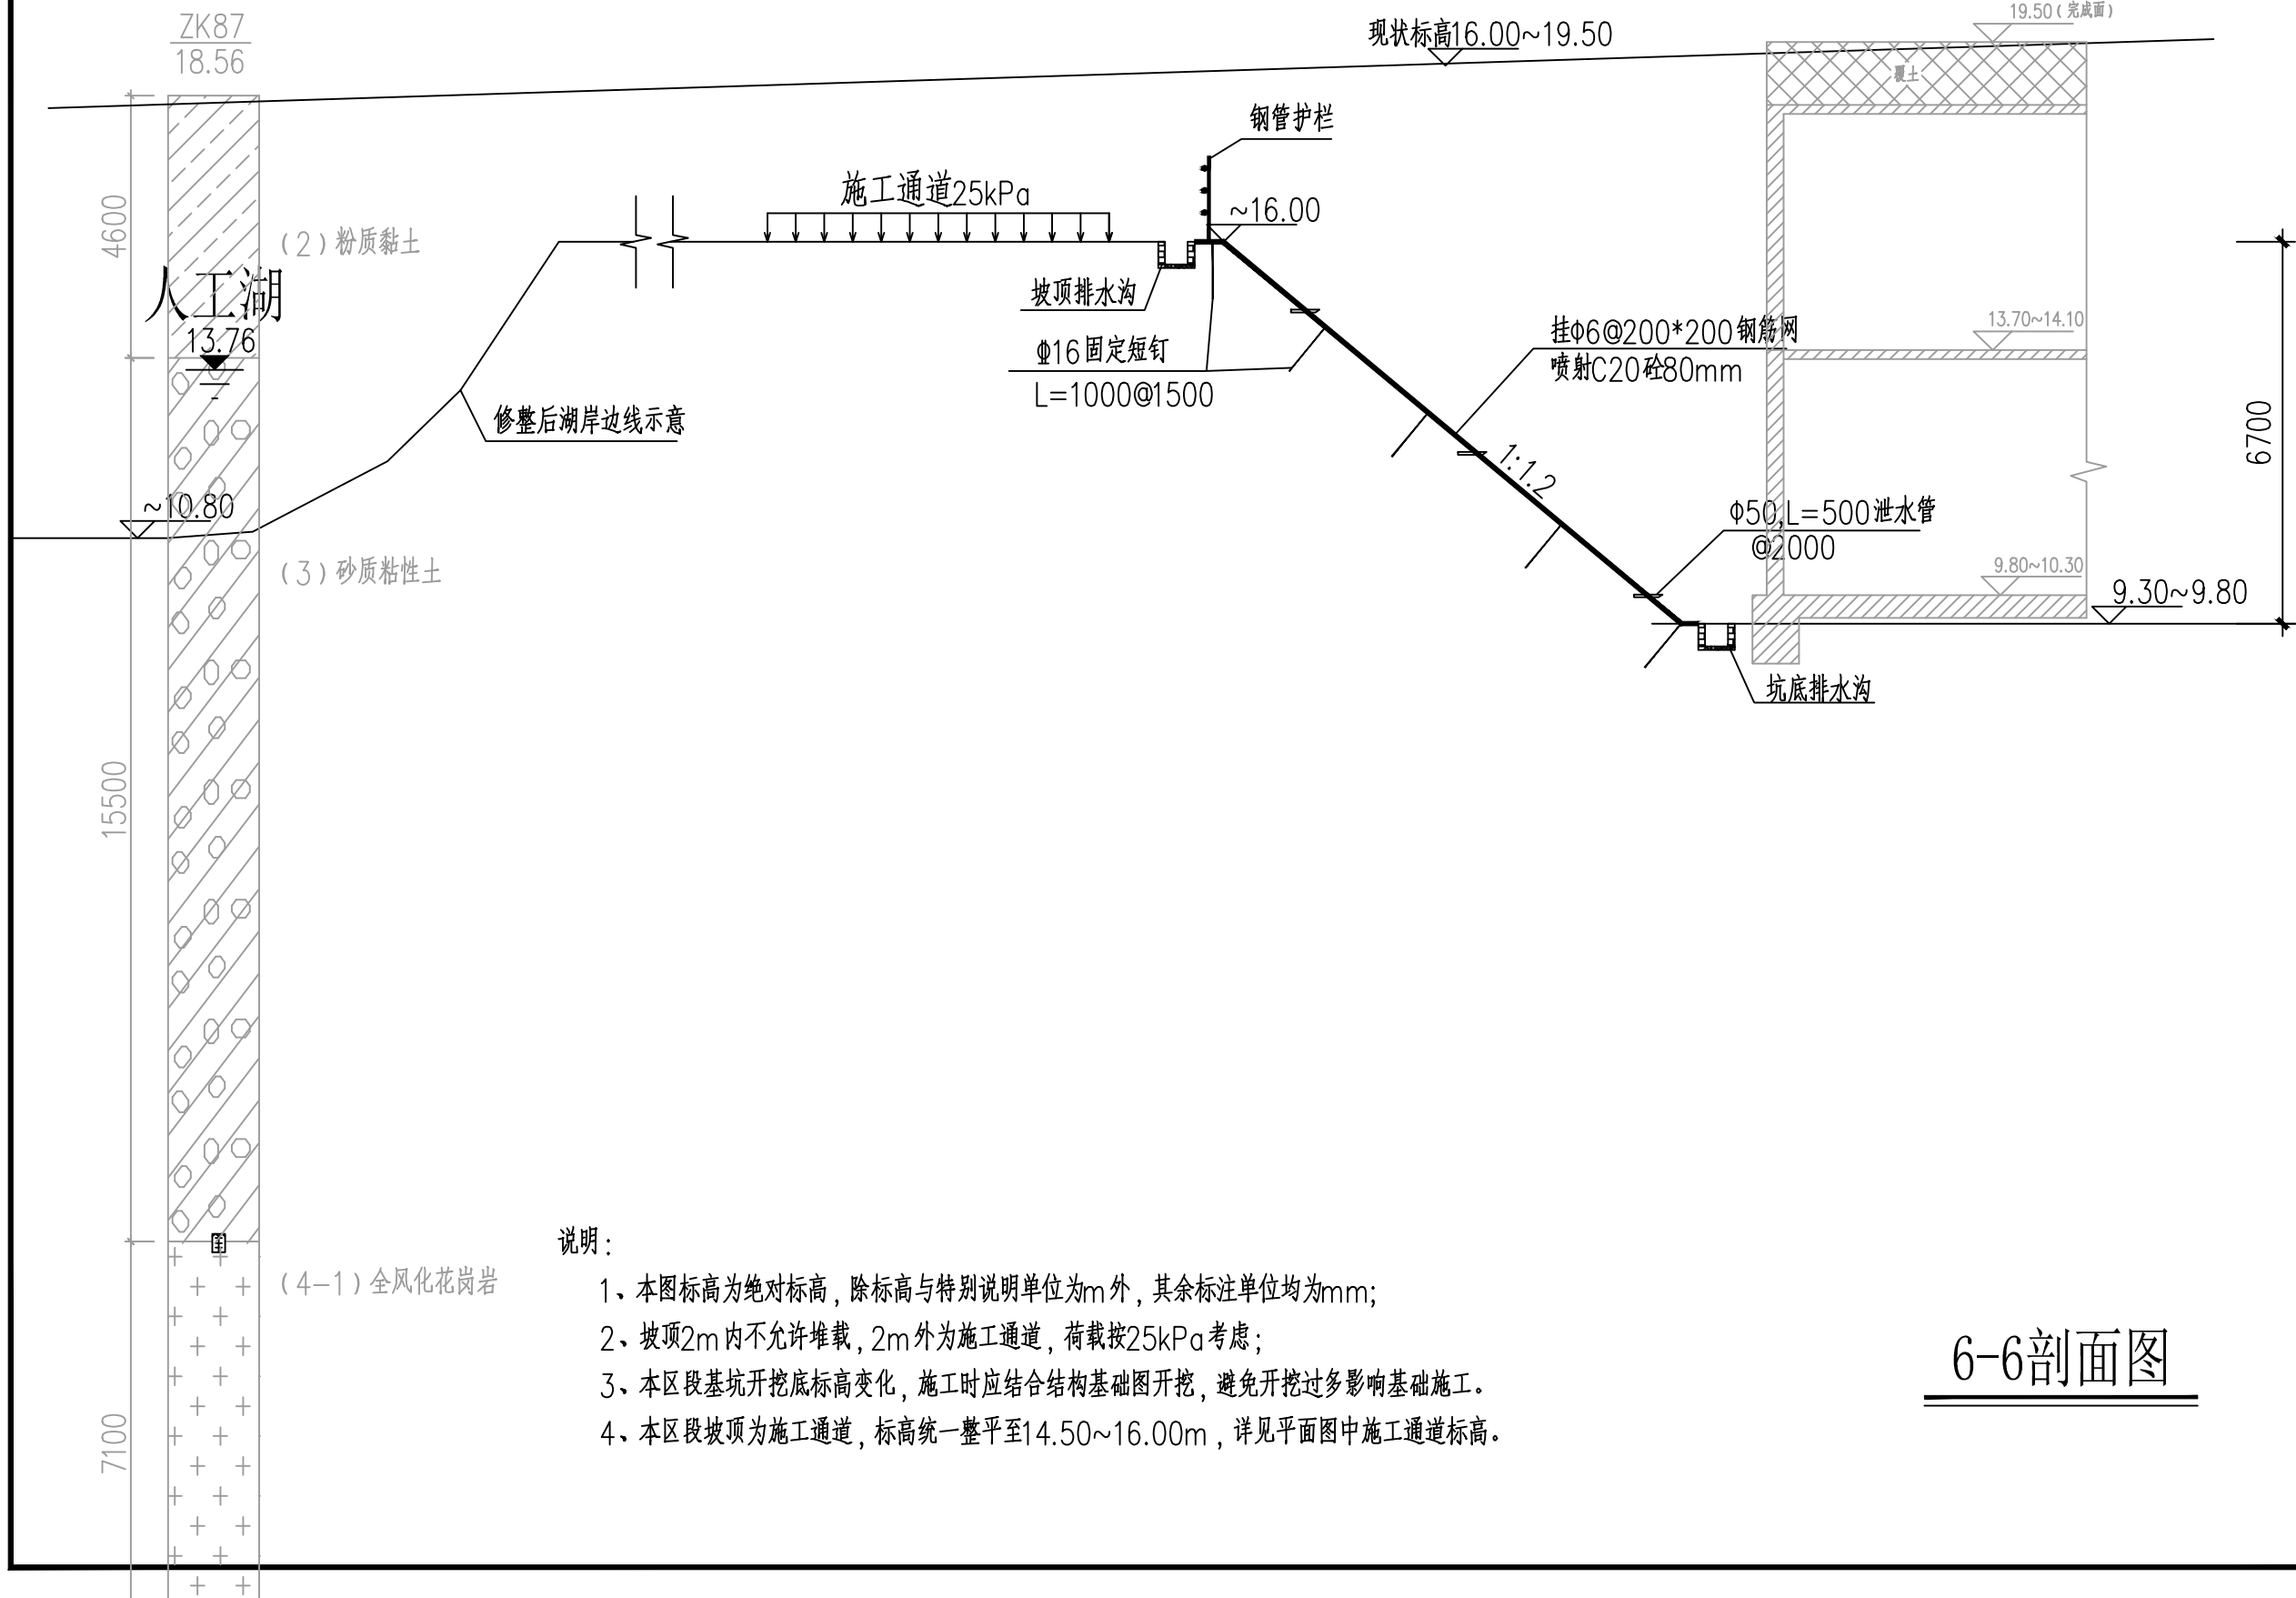 ZK87
18.56
现状标高16.00~19.50
19.50(完成面)
覆土
钢管护栏
施工通道25kPa
~16.00
4600
(2)粉质黏土
人工湖
13.76
坡顶排水沟
Φ16固定短钉
L=1000@1500
13.70~14.10
挂Φ6@200*200钢筋网
喷射C20砼80mm
修整后湖岸边线示意
6700
1:1.2
~10.80
Φ50,L=500泄水管
@2000
(3)砂质粘性土
9.80~10.30
9.30~9.80
坑底排水沟
15500
说明:
(4-1)全风化花岗岩
1、本图标高为绝对标高,除标高与特别说明单位为m外,其余标注单位均为mm;
2、坡顶2m内不允许堆载,2m外为施工通道,荷载按25kPa考虑;
3、本区段基坑开挖底标高变化,施工时应结合结构基础图开挖,避免开挖过多影响基础施工。
4、本区段坡顶为施工通道,标高统一整平至14.50~16.00m,详见平面图中施工通道标高。
7100
6-6剖面图